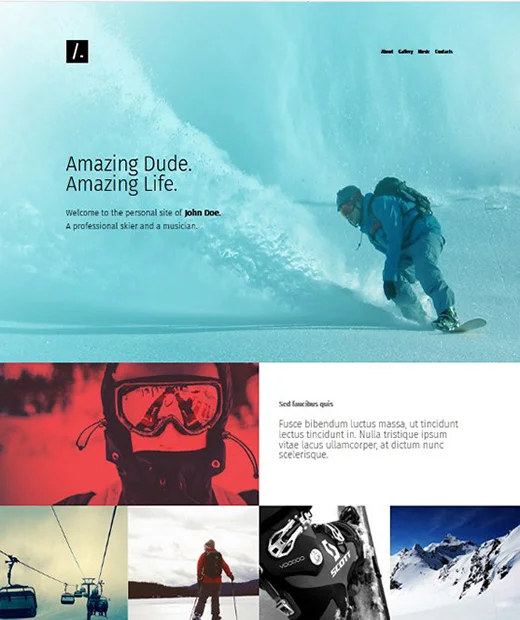 /.
About Gallery Music Contacts
Amazing Dude.
Amazing Life.
Welcome to the personal site of John Doe.
A professional skier and a musician.
Sed faucibus quis
Fusce bibendum luctus massa, ut tincidunt
lectus tincidunt in. Nulla tristique ipsum
vitae lacus ullamcorper, at dictum nunc
scelerisque.
VOODOO
SCOTT